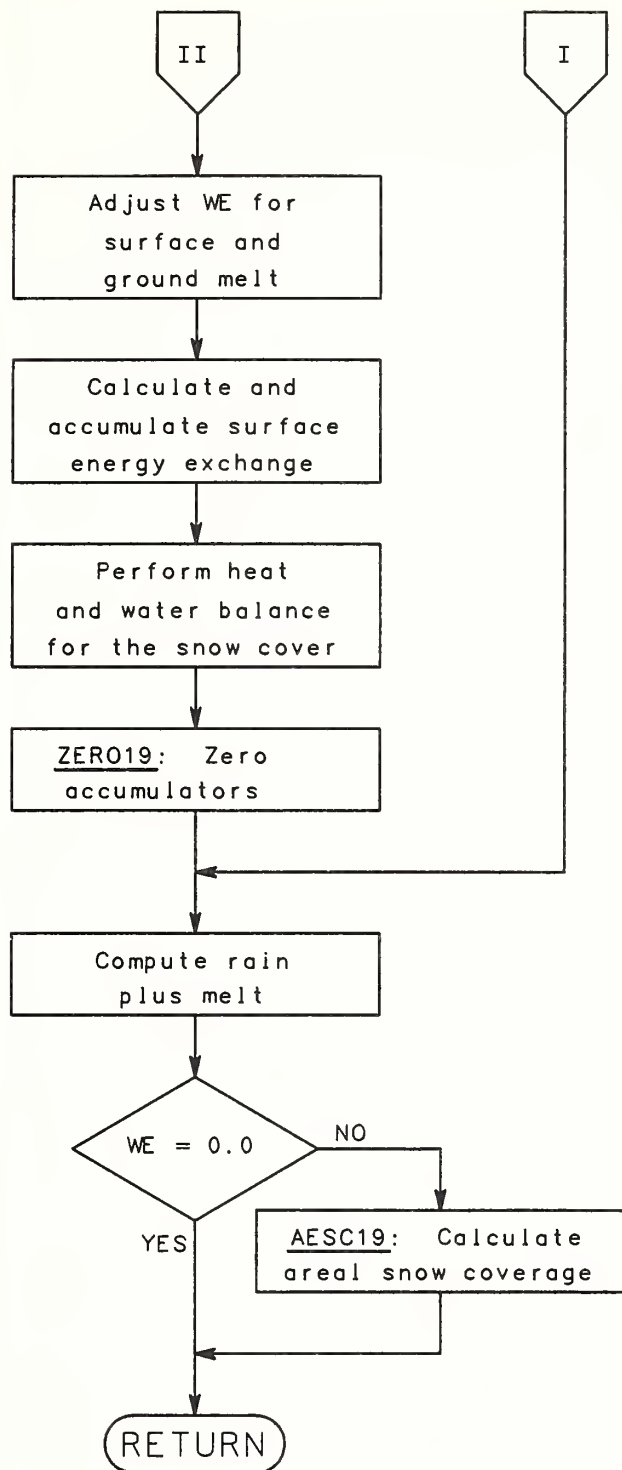 II
I
Adjust WE for
surface and
ground melt
Calculate and
accumulate surface
energy exchange
Perform heat
and water balance
for the snow cover
ZERO19: Zero
accumulators
Compute rain
plus melt
WE = 0.0
NO
YES
AESC19: Calculate
areal snow coverage
RETURN